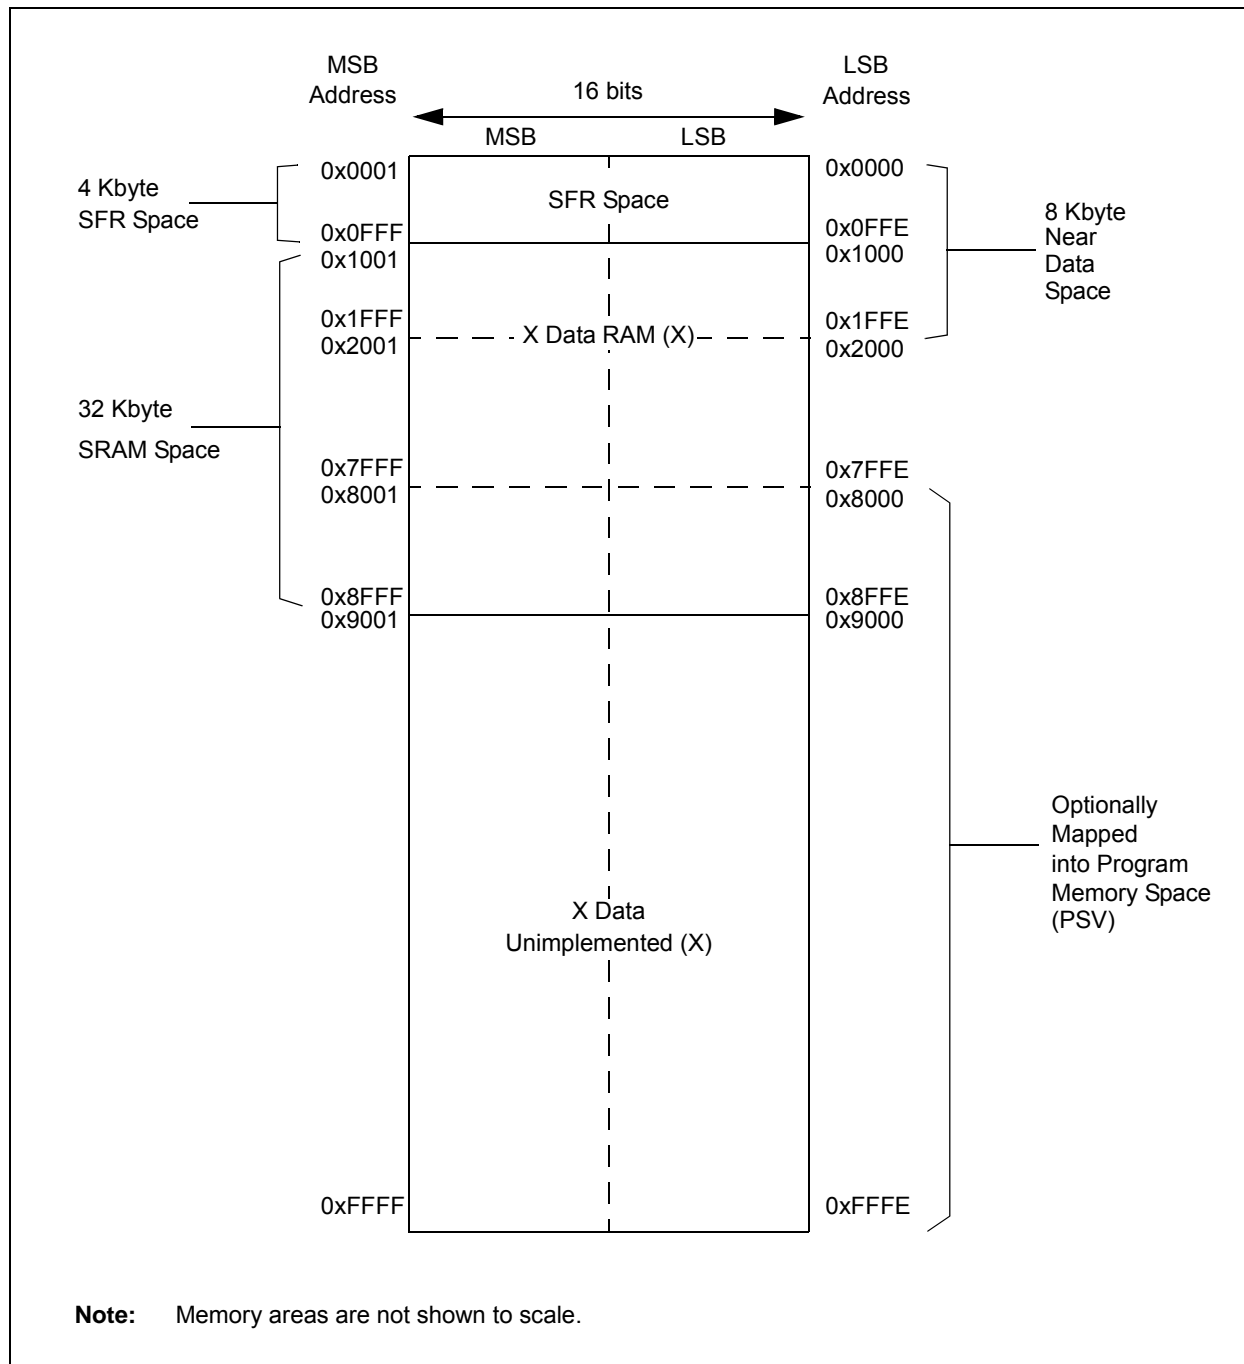 MSB
Address
16 bits
LSB
Address
MSB
LSB
0x0001
0x0000
4 Kbyte
SFR Space
SFR Space
8 Kbyte
Near
Data
Space
0x0FFF
0x0FFE
0x1001
0x1000
0x1FFF
0x1FFE
X Data RAM (X)
0x2001
0x2000
32 Kbyte
SRAM Space
0x7FFF
0x7FFE
0x8001
0x8000
0x8FFF
0x8FFE
0x9001
0x9000
Optionally
Mapped
into Program
Memory Space
(PSV)
X Data
Unimplemented (X)
0xFFFF
0xFFFE
Note: Memory areas are not shown to scale.